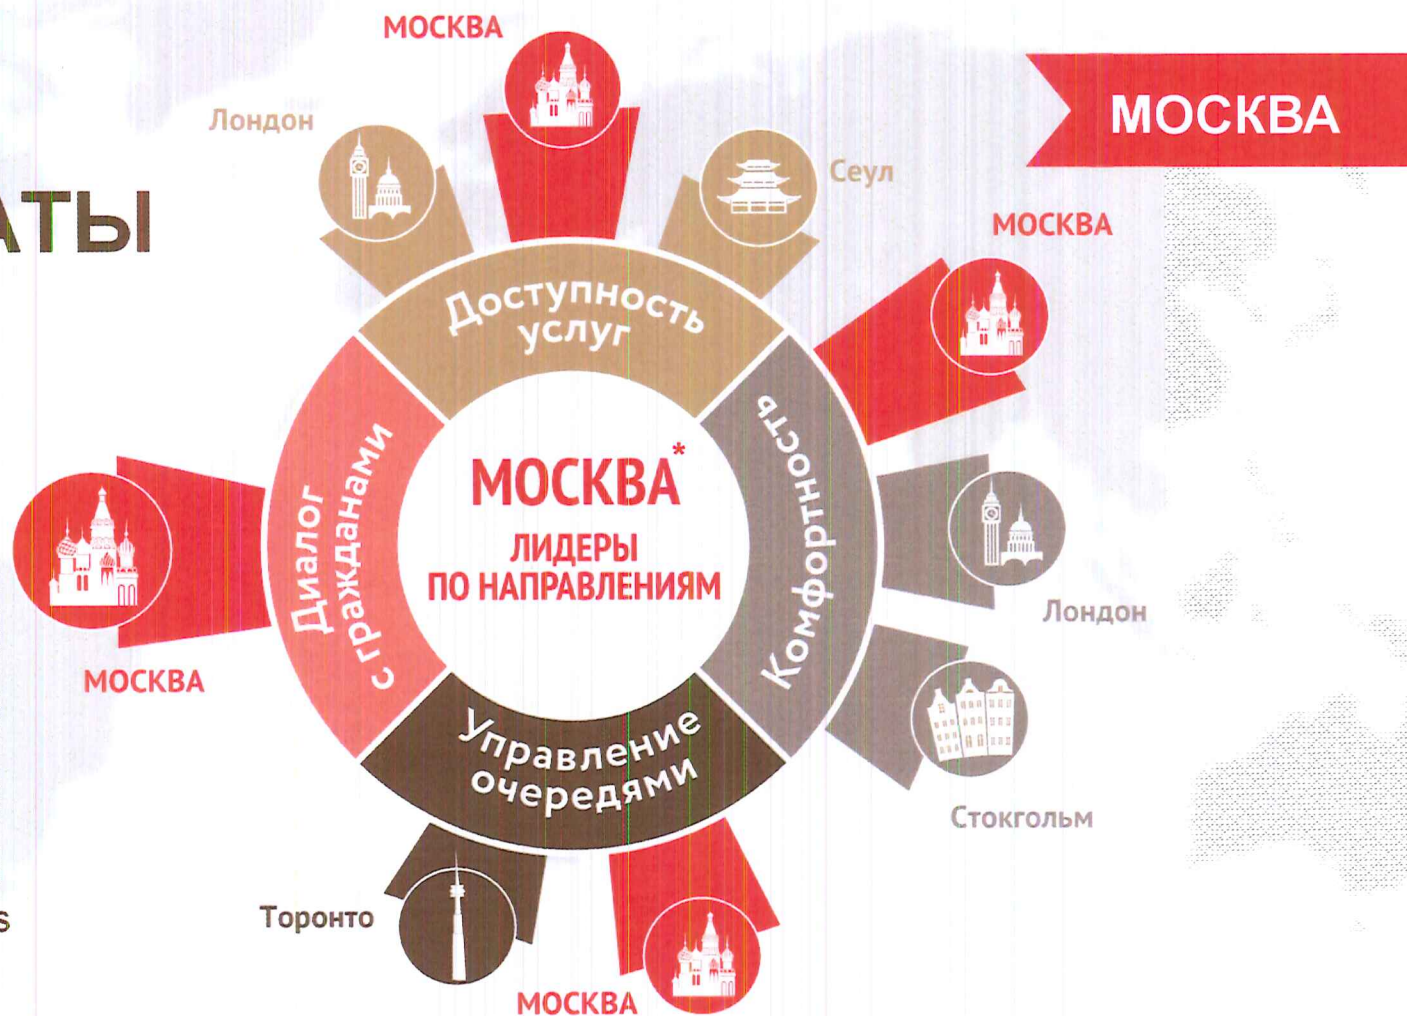 МОСКВА
МОСКВА
Лондон
Сеул
АТЫ
МОСКВА
Доступность
услуг
Комфортность
Диалог
с гражданами
МОСКВА*
ЛИДЕРЫ
ПО НАПРАВЛЕНИЯМ
Лондон
МОСКВА
Управление
очередями
Стокгольм
Торонто
s
МОСКВА